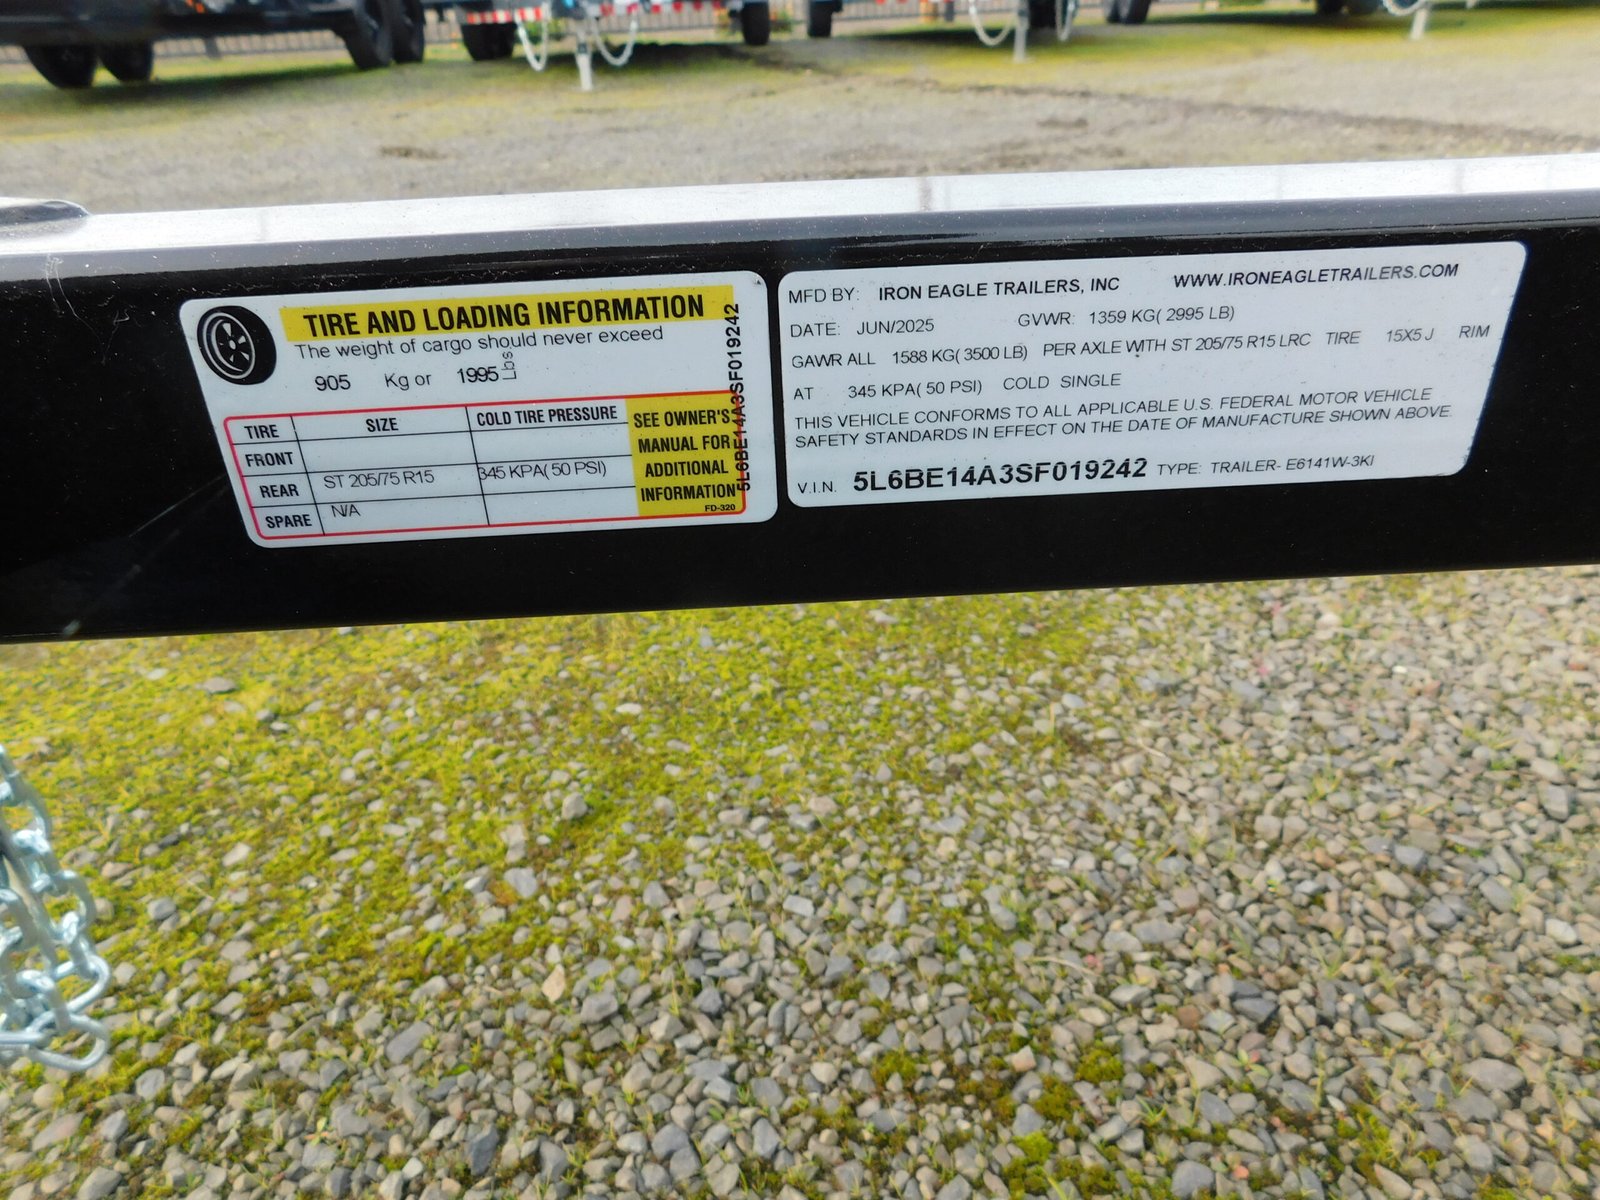 TIRE AND LOADING INFORMATION
The weight of cargo should never exceed
905 Kg or 1995 Lbs
TIRE SIZE COLD TIRE PRESSURE
FRONT
REAR ST 205/75 R15 345 KPA( 50 PSI)
SPARE N/A
SEE OWNER'S
MANUAL FOR
ADDITIONAL
INFORMATION
FD-320
5L6BE14A3SF019242
MFD BY: IRON EAGLE TRAILERS, INC WWW.IRONEAGLETRAILERS.COM
DATE: JUN/2025 GVWR: 1359 KG( 2995 LB)
GAWR ALL 1588 KG( 3500 LB) PER AXLE WITH ST 205/75 R15 LRC TIRE 15X5 J RIM
AT 345 KPA( 50 PSI) COLD SINGLE
THIS VEHICLE CONFORMS TO ALL APPLICABLE U.S. FEDERAL MOTOR VEHICLE
SAFETY STANDARDS IN EFFECT ON THE DATE OF MANUFACTURE SHOWN ABOVE.
V.I.N. 5L6BE14A3SF019242 TYPE: TRAILER- E6141W-3KI